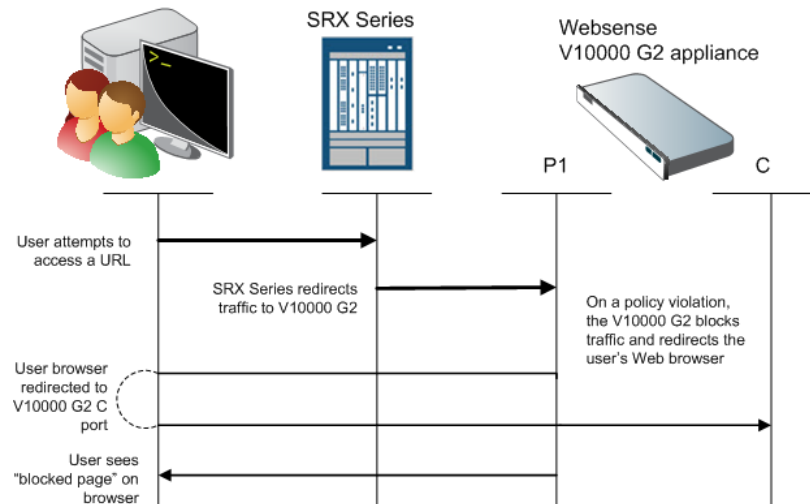 SRX Series
Websense
V10000 G2 appliance
>_
P1
C
User attempts to
access a URL
SRX Series redirects
traffic to V10000 G2
On a policy violation,
the V10000 G2 blocks
traffic and redirects the
user's Web browser
User browser
redirected to
V10000 G2 C
port
User sees
"blocked page" on
browser